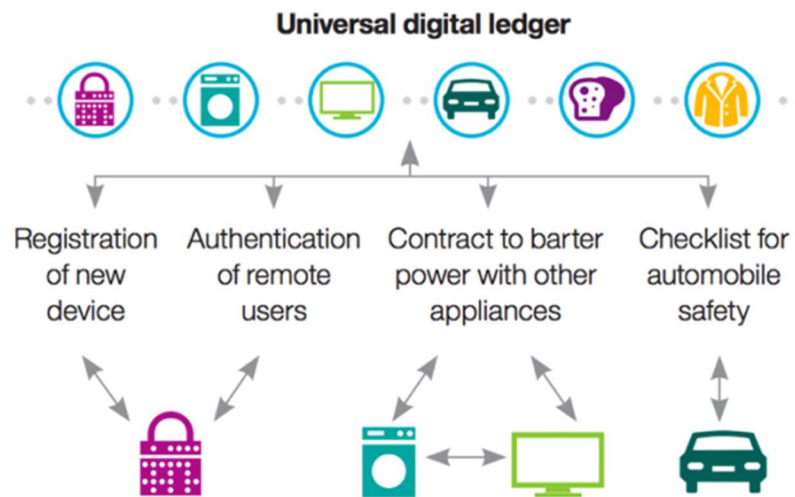 Universal digital ledger
Registration
of new
device
Authentication
of remote
users
Contract to barter
power with other
appliances
Checklist for
automobile
safety